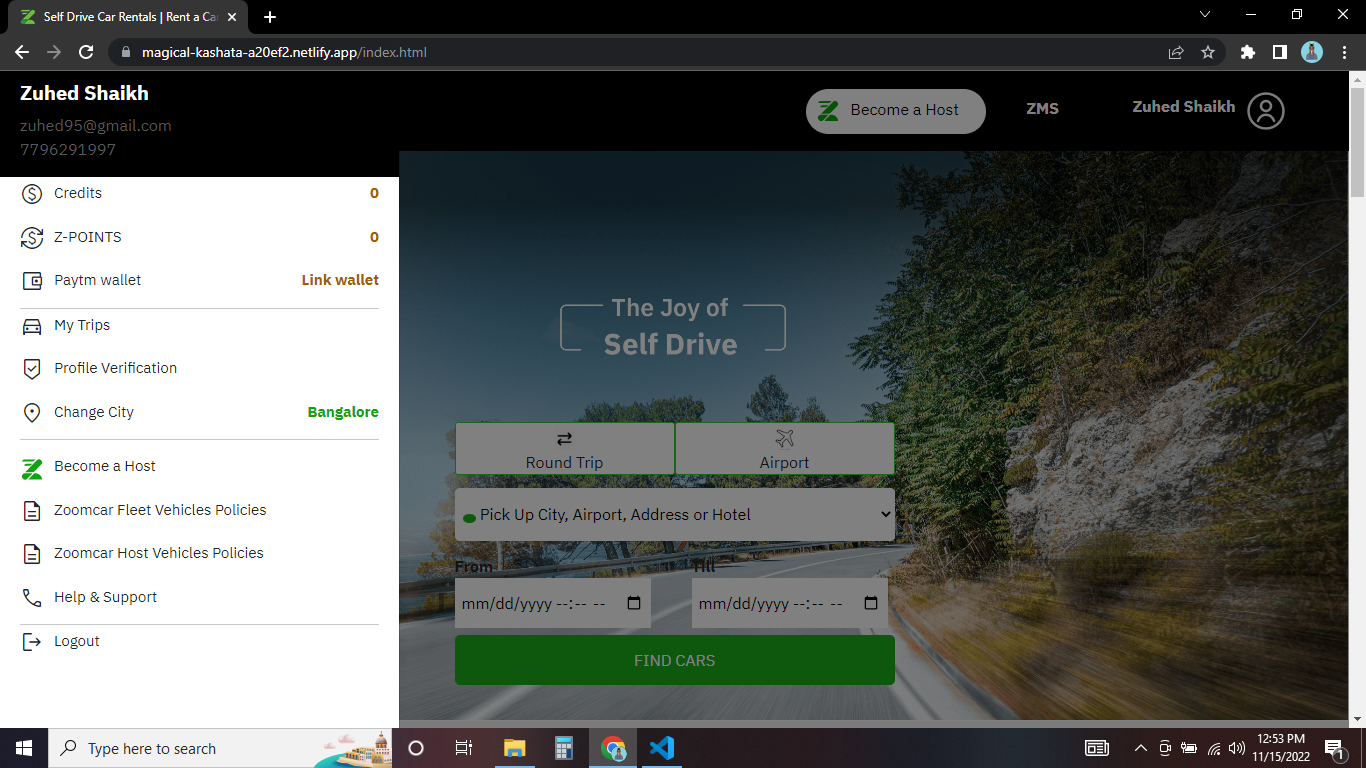 Self Drive Car Rentals | Rent a Ca
magical-kashata-a20ef2.netlify.app/index.html
Zuhed Shaikh
zuhed95@gmail.com
7796291997
Credits 0
Z-POINTS 0
Paytm wallet Link wallet
My Trips
Profile Verification
Change City Bangalore
Become a Host
Zoomcar Fleet Vehicles Policies
Zoomcar Host Vehicles Policies
Help & Support
Logout
Become a Host ZMS Zuhed Shaikh
The Joy of
Self Drive
Round Trip Airport
Pick Up City, Airport, Address or Hotel
From Till
mm/dd/yyyy --:-- -- mm/dd/yyyy --:-- --
FIND CARS
Type here to search
12:53 PM
11/15/2022
1